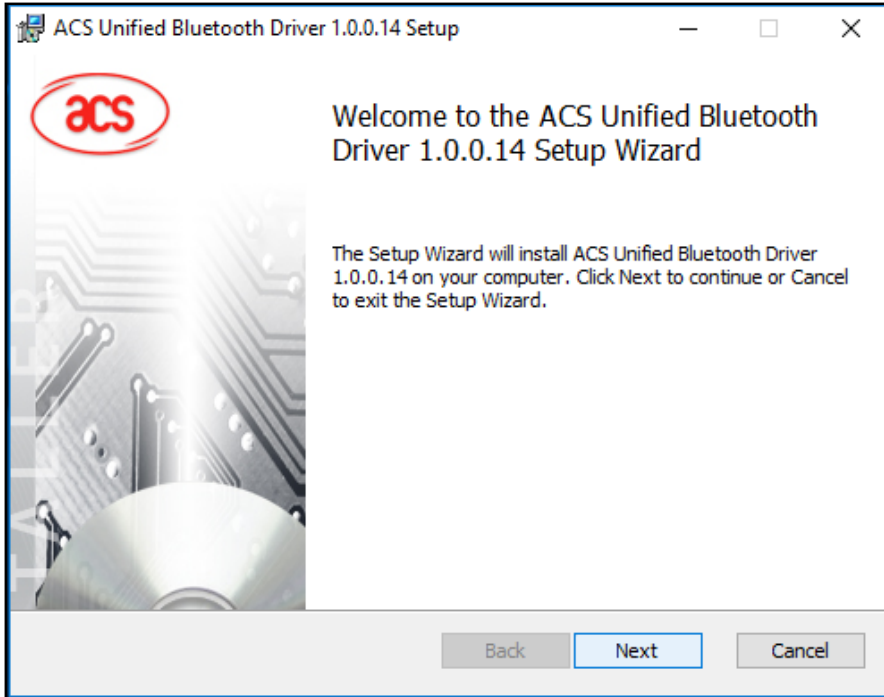 ACS Unified Bluetooth Driver 1.0.0.14 Setup
acs
Welcome to the ACS Unified Bluetooth
Driver 1.0.0.14 Setup Wizard
The Setup Wizard will install ACS Unified Bluetooth Driver
1.0.0.14 on your computer. Click Next to continue or Cancel
to exit the Setup Wizard.
Back
Next
Cancel